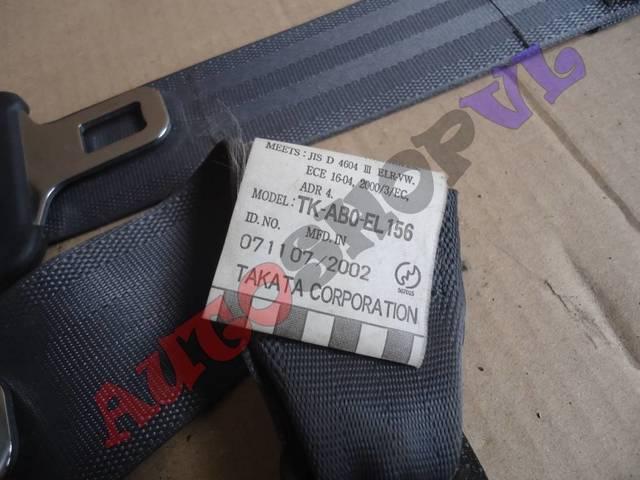 MEETS : JIS D 4604 III ELR-VW.
ECE 16-04, 2000/3/EC,
ADR 4,
MODEL : TK-AB0-EL156
ID. NO. MFD. IN
071107/2002
TAKATA CORPORATION
AUTOSHOPVL